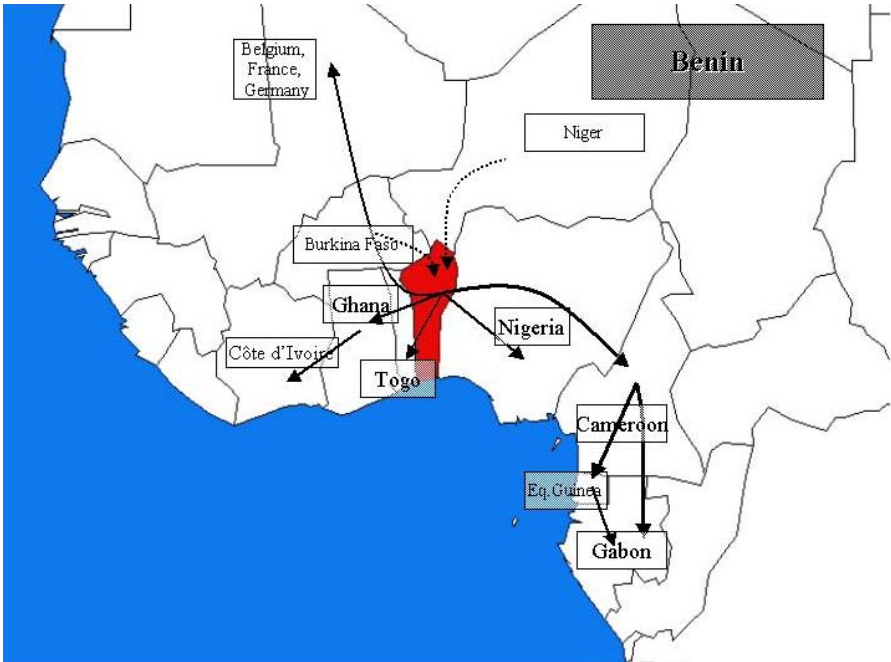 Belgium,
France,
Germany
Benin
Niger
Burkina Faso
Ghana
Nigeria
Côte d'Ivoire
Togo
Cameroon
Eq.Guinea
Gabon